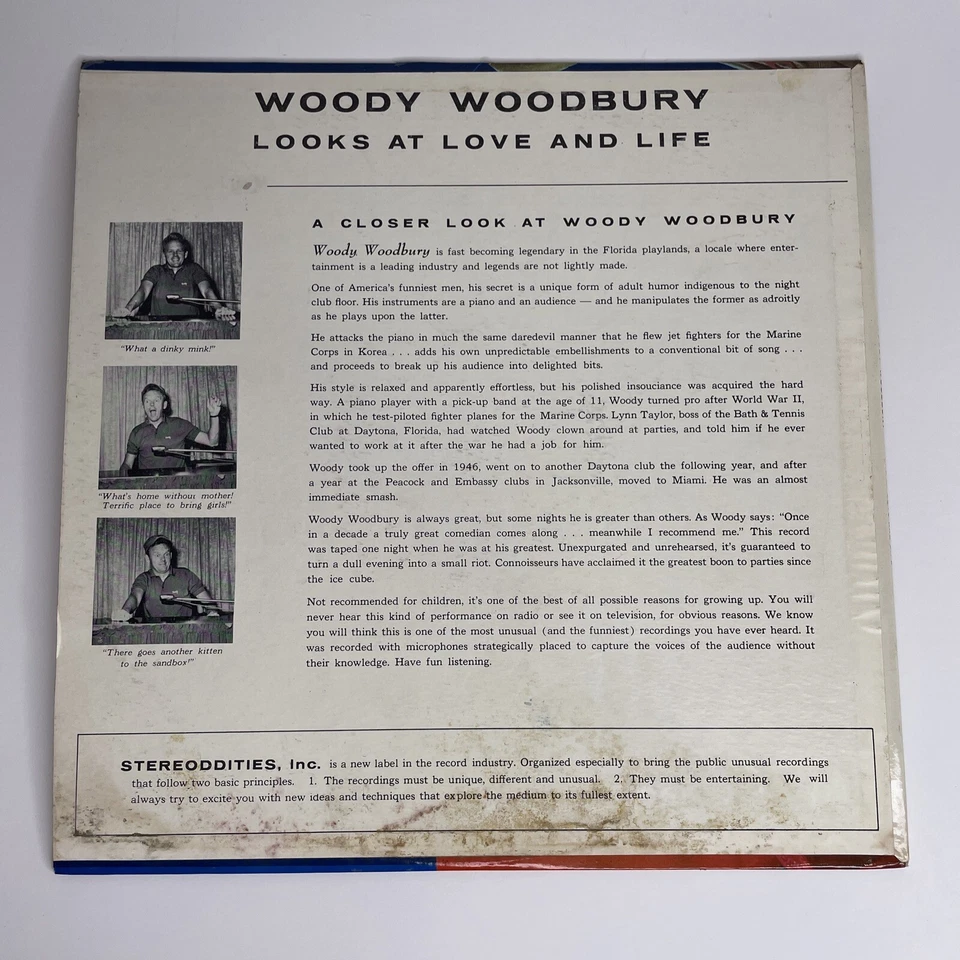 WOODY WOODBURY
LOOKS AT LOVE AND LIFE
A CLOSER LOOK AT WOODY WOODBURY
Woody Woodbury is fast becoming legendary in the Florida playlands, a locale where enter-
tainment is a leading industry and legends are not lightly made.
One of America's funniest men, his secret is a unique form of adult humor indigenous to the night
club floor. His instruments are a piano and an audience — and he manipulates the former as adroitly
as he plays upon the latter.
He attacks the piano in much the same daredevil manner that he flew jet fighters for the Marine
Corps in Korea . . . adds his own unpredictable embellishments to a conventional bit of song . . .
and proceeds to break up his audience into delighted bits.
His style is relaxed and apparently effortless, but his polished insouciance was acquired the hard
way. A piano player with a pick-up band at the age of 11, Woody turned pro after World War II,
in which he test-piloted fighter planes for the Marine Corps. Lynn Taylor, boss of the Bath & Tennis
Club at Daytona, Florida, had watched Woody clown around at parties, and told him if he ever
wanted to work at it after the war he had a job for him.
Woody took up the offer in 1946, went on to another Daytona club the following year, and after
a year at the Peacock and Embassy clubs in Jacksonville, moved to Miami. He was an almost
immediate smash.
Woody Woodbury is always great, but some nights he is greater than others. As Woody says: "Once
in a decade a truly great comedian comes along . . . meanwhile I recommend me." This record
was taped one night when he was at his greatest. Unexpurgated and unrehearsed, it's guaranteed to
turn a dull evening into a small riot. Connoisseurs have acclaimed it the greatest boon to parties since
the ice cube.
Not recommended for children, it's one of the best of all possible reasons for growing up. You will
never hear this kind of performance on radio or see it on television, for obvious reasons. We know
you will think this is one of the most unusual (and the funniest) recordings you have ever heard. It
was recorded with microphones strategically placed to capture the voices of the audience without
their knowledge. Have fun listening.
"What a dinky mink!"
"What's home without mother!
Terrific place to bring girls!"
"There goes another kitten
to the sandbox!"
STEREODDITIES, Inc. is a new label in the record industry. Organized especially to bring the public unusual recordings
that follow two basic principles. 1. The recordings must be unique, different and unusual. 2. They must be entertaining. We will
always try to excite you with new ideas and techniques that explore the medium to its fullest extent.